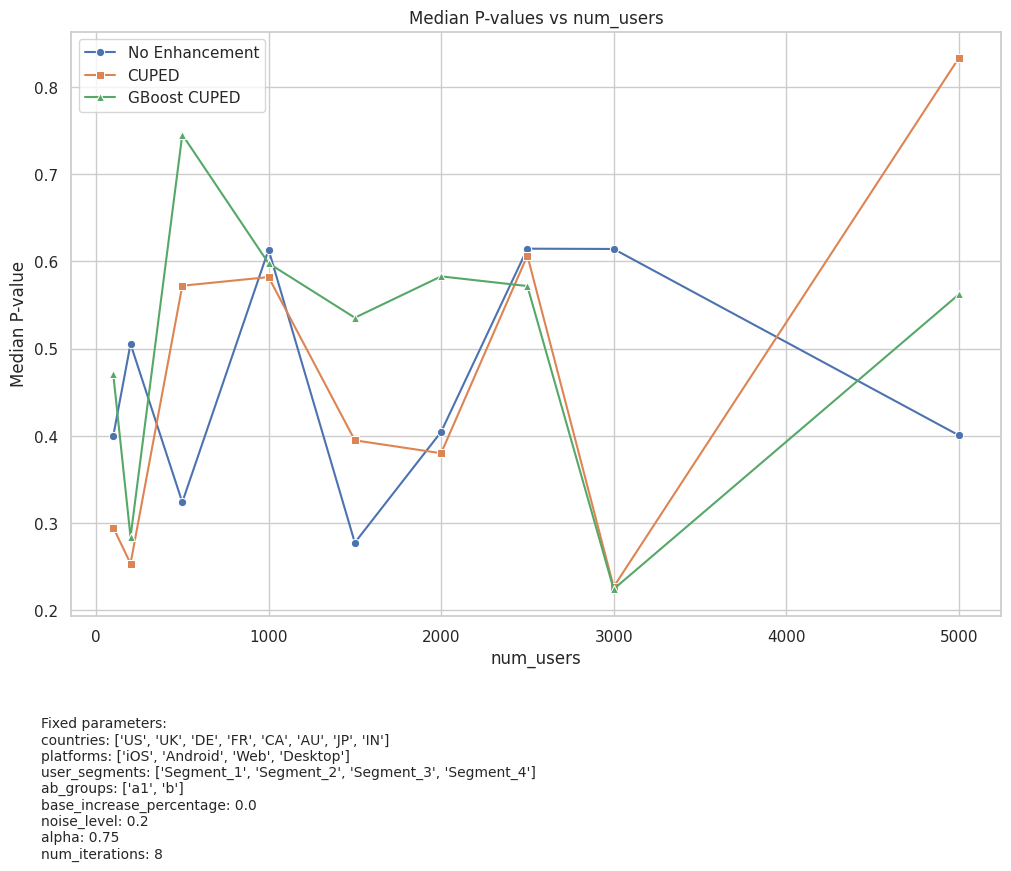 Median P-values vs num_users
No Enhancement
CUPED
GBoost CUPED
Median P-value
0.8
0.7
0.6
0.5
0.4
0.3
0.2
0
1000
2000
3000
4000
5000
num_users
Fixed parameters:
countries: ['US', 'UK', 'DE', 'FR', 'CA', 'AU', 'JP', 'IN']
platforms: ['iOS', 'Android', 'Web', 'Desktop']
user_segments: ['Segment_1', 'Segment_2', 'Segment_3', 'Segment_4']
ab_groups: ['a1', 'b']
base_increase_percentage: 0.0
noise_level: 0.2
alpha: 0.75
num_iterations: 8